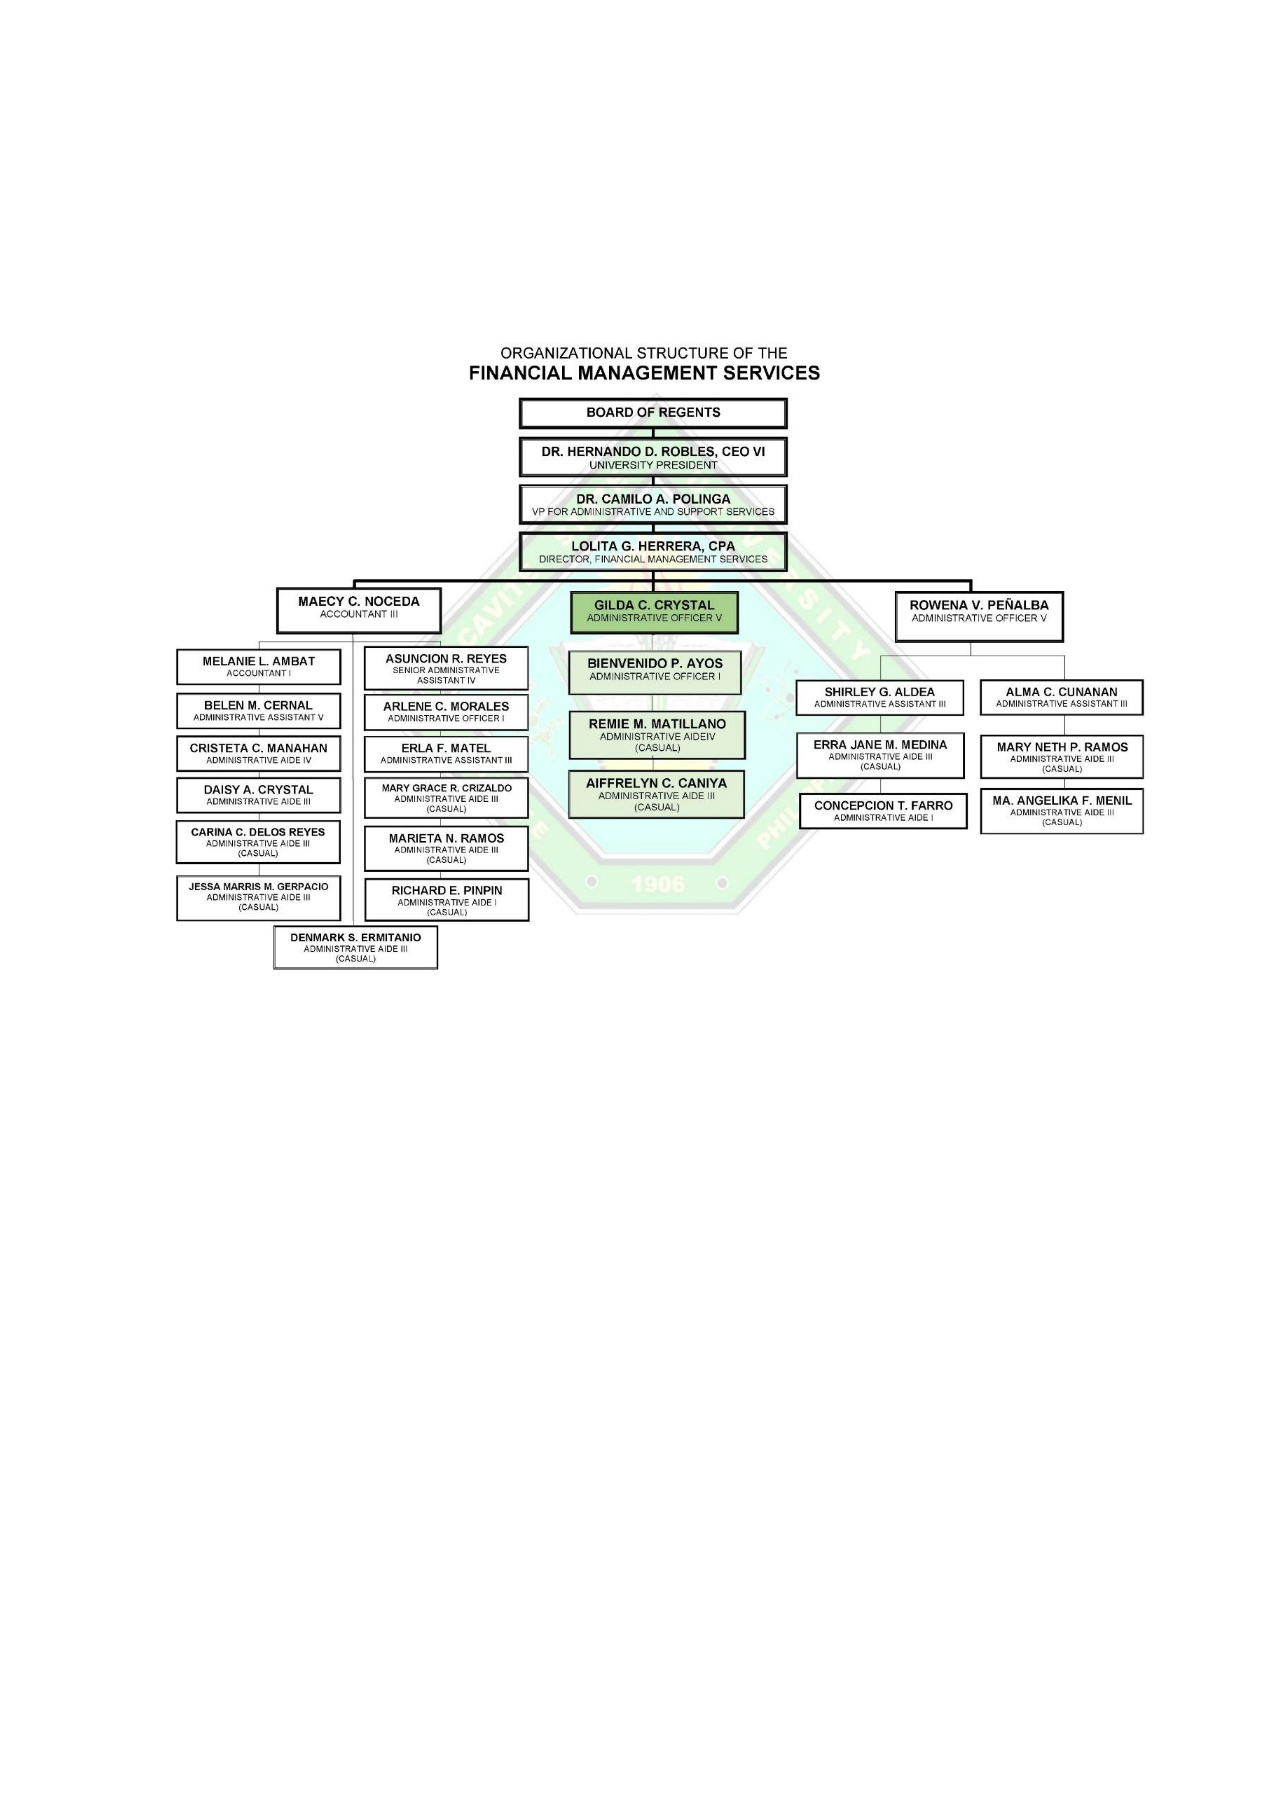 ORGANIZATIONAL STRUCTURE OF THE
FINANCIAL MANAGEMENT SERVICES
BOARD OF REGENTS
DR. HERNANDO D. ROBLES, CEO VI
UNIVERSITY PRESIDENT
DR. CAMILO A. POLINGA
VP FOR ADMINISTRATIVE AND SUPPORT SERVICES
LOLITA G. HERRERA, CPA
DIRECTOR, FINANCIAL MANAGEMENT SERVICES
MAECY C. NOCEDA
ACCOUNTANT III
MELANIE L. AMBAT
ACCOUNTANT I
BELEN M. CERNAL
ADMINISTRATIVE ASSISTANT V
CRISTETA C. MANAHAN
ADMINISTRATIVE AIDE IV
DAISY A. CRYSTAL
ADMINISTRATIVE AIDE III
CARINA C. DELOS REYES
ADMINISTRATIVE AIDE III
(CASUAL)
JESSA MARRIS M. GERPACIO
ADMINISTRATIVE AIDE III
(CASUAL)
ASUNCION R. REYES
SENIOR ADMINISTRATIVE
ASSISTANT IV
ARLENE C. MORALES
ADMINISTRATIVE OFFICER I
ERLA F. MATEL
ADMINISTRATIVE ASSISTANT III
MARY GRACE R. CRIZALDO
ADMINISTRATIVE AIDE III
(CASUAL)
MARIETA N. RAMOS
ADMINISTRATIVE AIDE III
(CASUAL)
RICHARD E. PINPIN
ADMINISTRATIVE AIDE I
(CASUAL)
DENMARK S. ERMITANIO
ADMINISTRATIVE AIDE III
(CASUAL)
GILDA C. CRYSTAL
ADMINISTRATIVE OFFICER V
BIENVENIDO P. AYOS
ADMINISTRATIVE OFFICER I
REMIE M. MATILLANO
ADMINISTRATIVE AIDEIV
(CASUAL)
AIFFRELYN C. CANIYA
ADMINISTRATIVE AIDE III
(CASUAL)
ROWENA V. PEÑALBA
ADMINISTRATIVE OFFICER V
SHIRLEY G. ALDEA
ADMINISTRATIVE ASSISTANT III
ERRA JANE M. MEDINA
ADMINISTRATIVE AIDE III
(CASUAL)
CONCEPCION T. FARRO
ADMINISTRATIVE AIDE I
ALMA C. CUNANAN
ADMINISTRATIVE ASSISTANT III
MARY NETH P. RAMOS
ADMINISTRATIVE AIDE III
(CASUAL)
MA. ANGELIKA F. MENIL
ADMINISTRATIVE AIDE III
(CASUAL)
1906